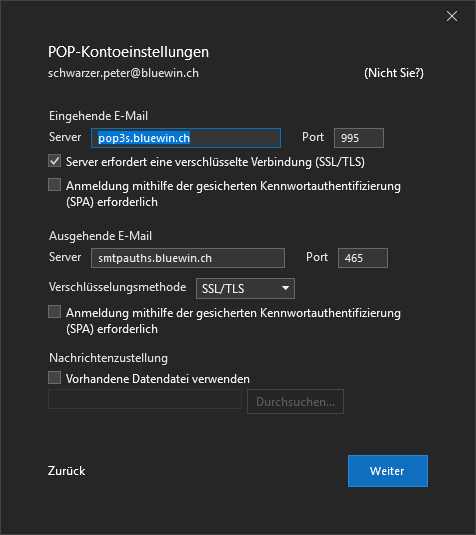 POP-Kontoeinstellungen
schwarzer.peter@bluewin.ch (Nicht Sie?)
Eingehende E-Mail
Server pop3s.bluewin.ch Port 995
Server erfordert eine verschlüsselte Verbindung (SSL/TLS)
Anmeldung mithilfe der gesicherten Kennwortauthentifizierung
(SPA) erforderlich
Ausgehende E-Mail
Server smtpauths.bluewin.ch Port 465
Verschlüsselungsmethode SSL/TLS
Anmeldung mithilfe der gesicherten Kennwortauthentifizierung
(SPA) erforderlich
Nachrichtenzustellung
Vorhandene Datendatei verwenden
Durchsuchen...
Zurück Weiter